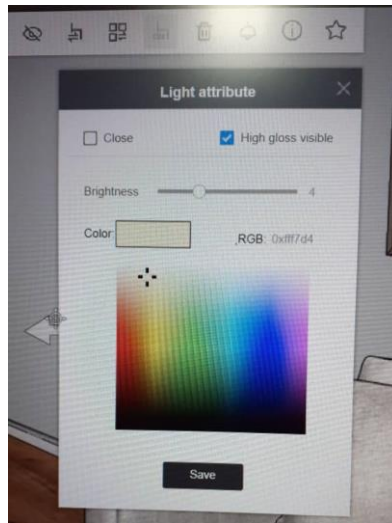 Light attribute
Close High gloss visible
Brightness 4
Color: ,RGB: 0xfff7d4
Save